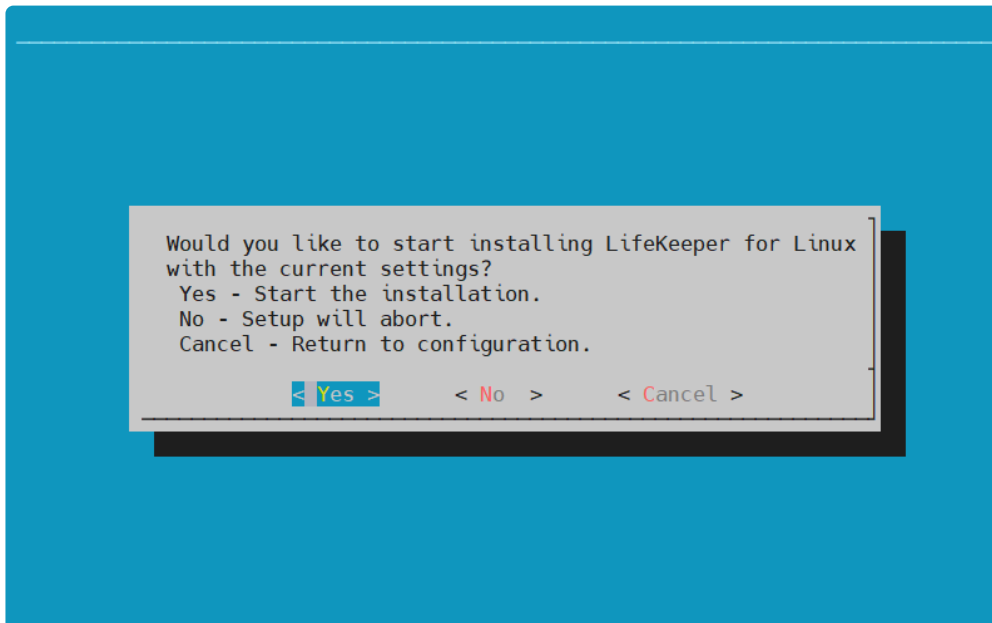 Would you like to start installing LifeKeeper for Linux
with the current settings?
Yes - Start the installation.
No - Setup will abort.
Cancel - Return to configuration.
< Yes > < No > < Cancel >